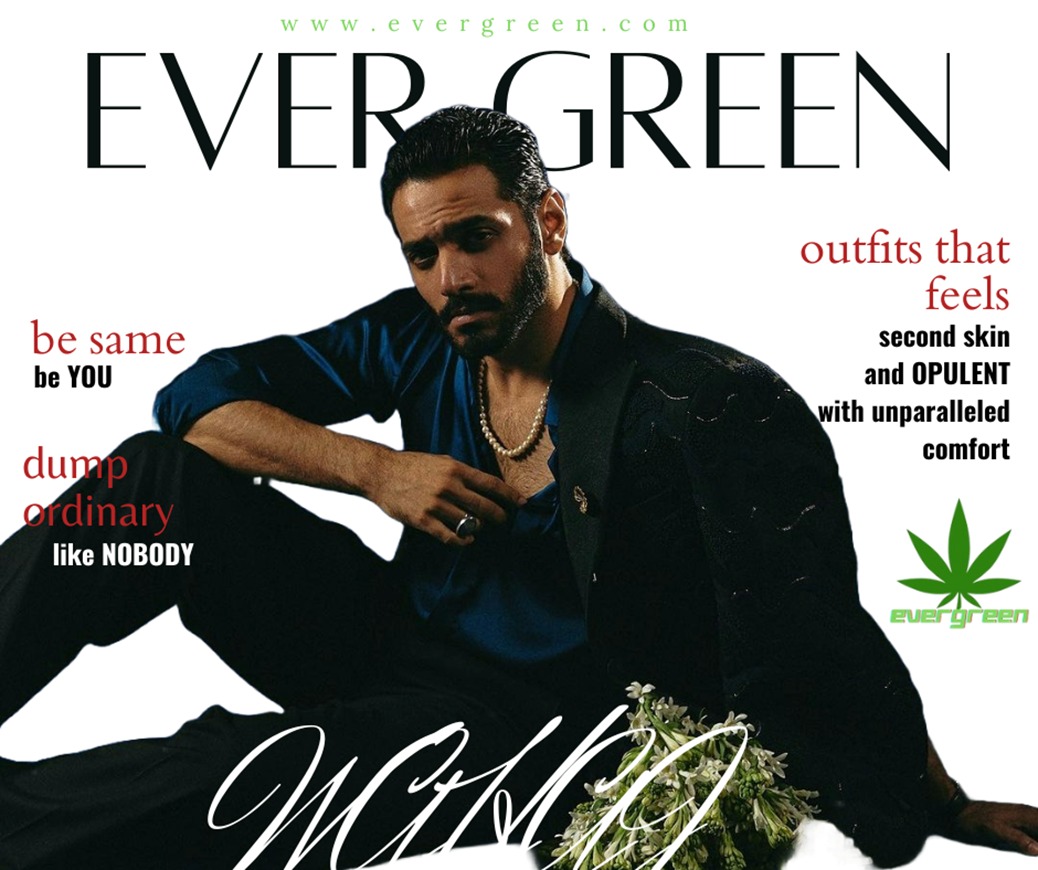 www.evergreen.com
EVER GREEN
outfits that
feels
second skin
and OPULENT
with unparalleled
comfort
be same
be YOU
dump
ordinary
like NOBODY
evergreen